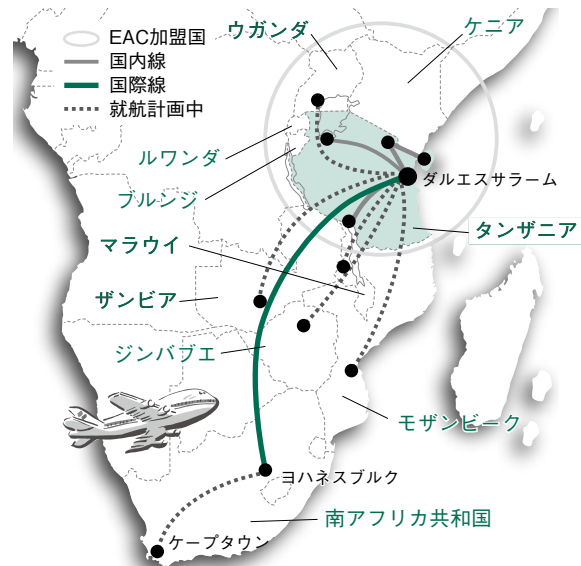 EAC加盟国
国内線
国際線
就航計画中
ウガンダ
ケニア
ルワンダ
ブルンジ
ダルエスサラーム
タンザニア
マラウイ
ザンビア
ジンバブエ
モザンビーク
ヨハネスブルク
南アフリカ共和国
ケープタウン